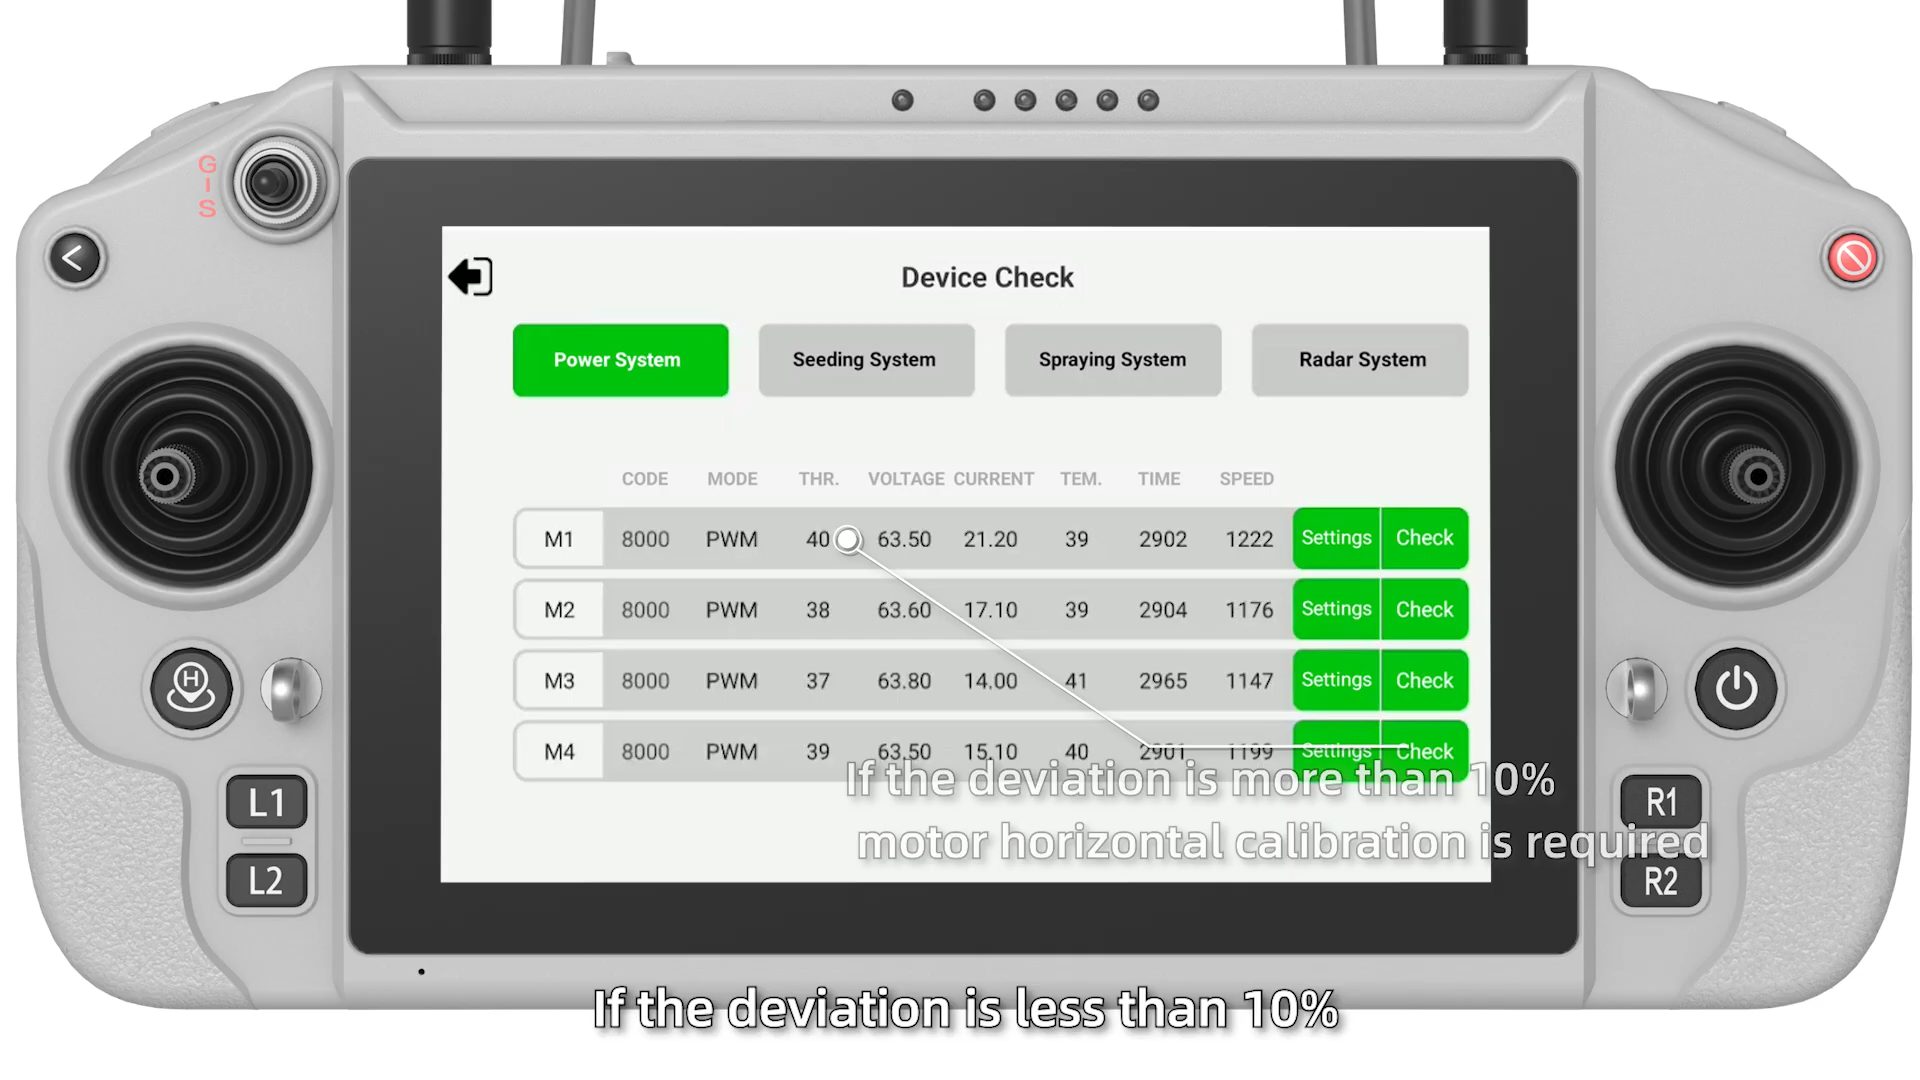 G
I
S
Device Check
Power System Seeding System Spraying System Radar System
CODE MODE THR. VOLTAGE CURRENT TEM. TIME SPEED
M1 8000 PWM 40 63.50 21.20 39 2902 1222 Settings Check
M2 8000 PWM 38 63.60 17.10 39 2904 1176 Settings Check
M3 8000 PWM 37 63.80 14.00 41 2965 1147 Settings Check
M4 8000 PWM 39 63.50 15.10 40 2901 1199 Settings Check
If the deviation is more than 10%
motor horizontal calibration is required
H
L1
L2
R1
R2
If the deviation is less than 10%